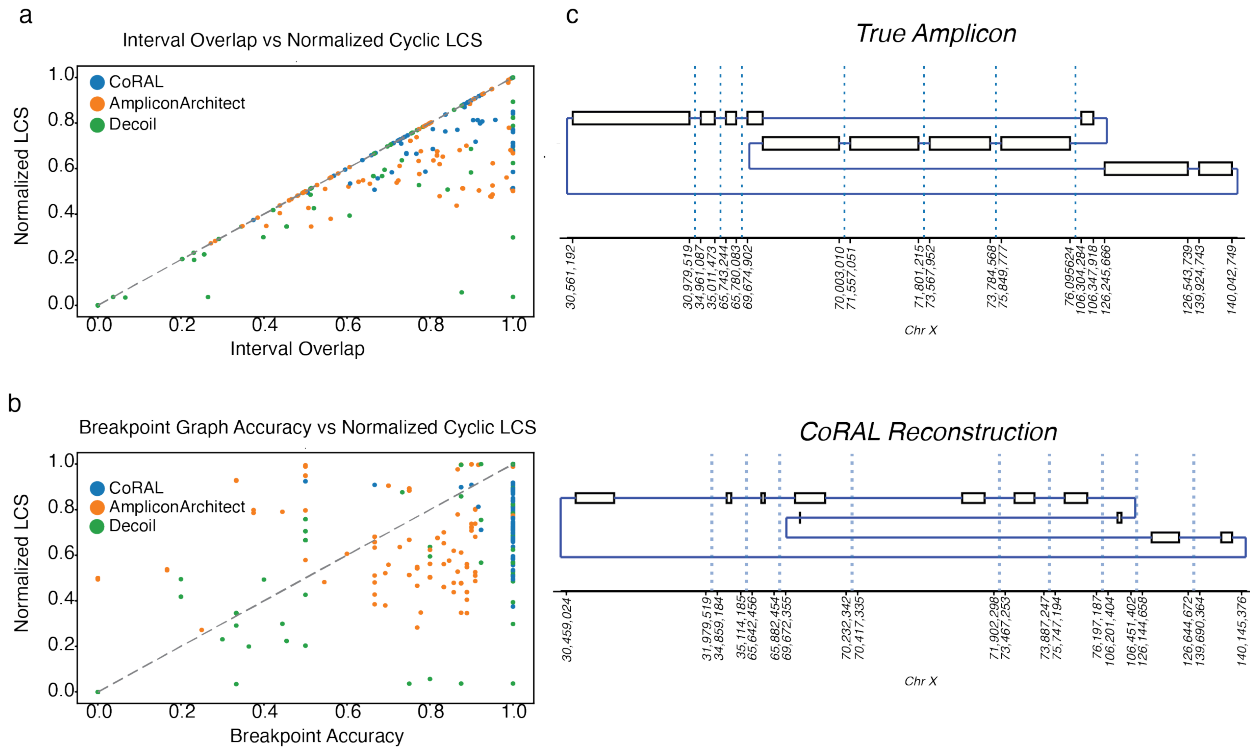 a
Interval Overlap vs Normalized Cyclic LCS
CoRAL
AmpliconArchitect
Decoil
Normalized LCS
1.0
0.8
0.6
0.4
0.2
0.0
0.0 0.2 0.4 0.6 0.8 1.0
Interval Overlap
b
Breakpoint Graph Accuracy vs Normalized Cyclic LCS
CoRAL
AmpliconArchitect
Decoil
Normalized LCS
1.0
0.8
0.6
0.4
0.2
0.0
0.0 0.2 0.4 0.6 0.8 1.0
Breakpoint Accuracy
c
True Amplicon
30,561,192
30,979,519
34,961,087
35,011,473
65,743,244
65,780,083
69,674,902
70,003,010
71,557,051
71,801,215
73,567,952
73,784,568
75,849,777
76,095624
106,304,284
106,347,918
126,245,666
126,543,739
139,924,743
140,042,749
Chr X
CoRAL Reconstruction
30,459,024
31,979,519
34,859,184
35,114,185
65,642,456
65,882,454
69,672,355
70,232,342
70,417,335
71,902,298
73,467,253
73,887,247
75,747,194
76,197,187
106,201,404
106,451,402
126,144,658
126,644,672
139,690,364
140,145,376
Chr X